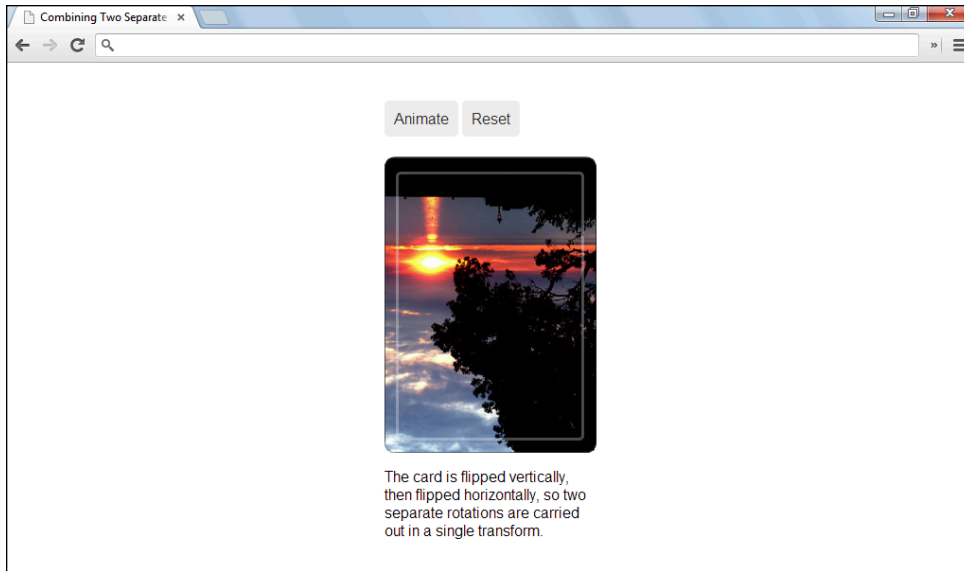 Combining Two Separate
Animate Reset
The card is flipped vertically,
then flipped horizontally, so two
separate rotations are carried
out in a single transform.